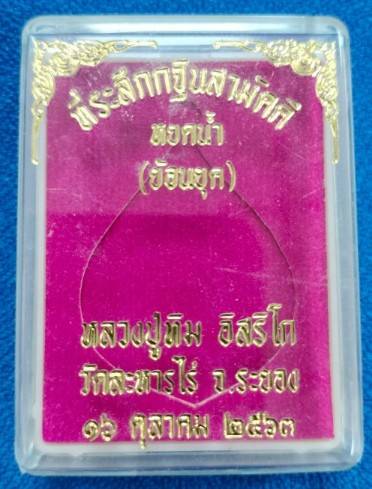 ที่ระลึกกฐินสามัคคี
หยดน้ำ
(ย้อนยุค)
หลวงปู่ทิม อิสริโก
วัดละหารไร่ จ.ระยอง
๑๖ ตุลาคม ๒๕๖๓